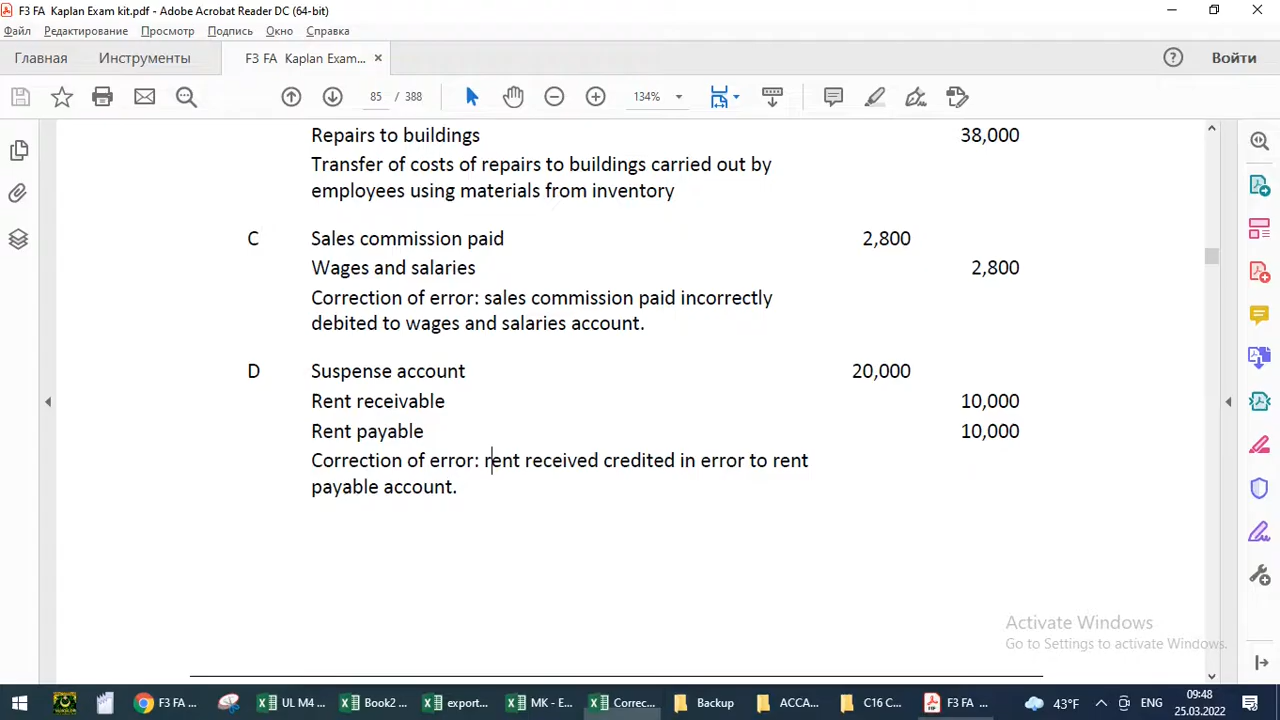 F3 FA Kaplan Exam kit.pdf - Adobe Acrobat Reader DC (64-bit)
Файл Редактирование Просмотр Подпись Окно Справка
Главная Инструменты F3 FA Kaplan Exam... × Войти
85 / 388 134%
Repairs to buildings 38,000
Transfer of costs of repairs to buildings carried out by
employees using materials from inventory
C Sales commission paid 2,800
Wages and salaries 2,800
Correction of error: sales commission paid incorrectly
debited to wages and salaries account.
D Suspense account 20,000
Rent receivable 10,000
Rent payable 10,000
Correction of error: rent received credited in error to rent
payable account.
Activate Windows
Go to Settings to activate Windows.
F3 FA ... UL M4 ... Book2 ... export... MK - E... Correc... Backup ACCA... C16 C... F3 FA ... 43°F ENG 09:48
25.03.2022